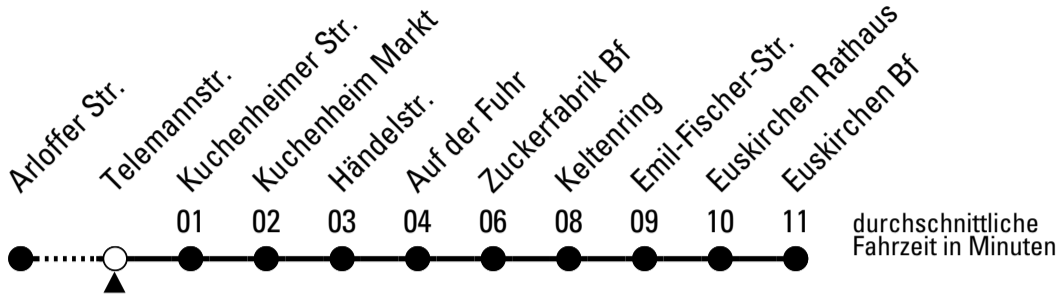 Arloffer Str.
Telemannstr.
Kuchenheimer Str.
Kuchenheim Markt
Händelstr.
Auf der Fuhr
Zuckerfabrik Bf
Keltenring
Emil-Fischer-Str.
Euskirchen Rathaus
Euskirchen Bf
01 02 03 04 06 08 09 10 11
durchschnittliche
Fahrzeit in Minuten